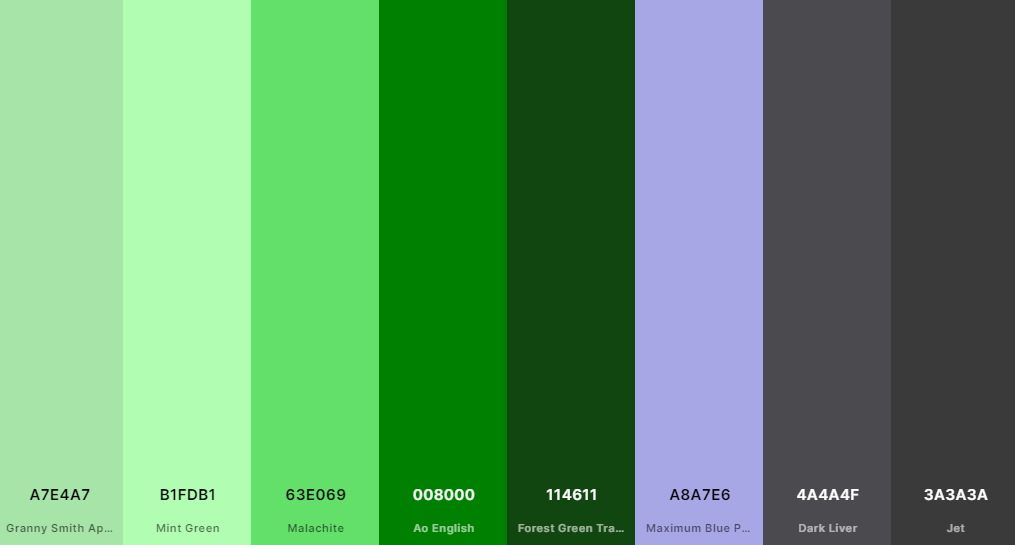 A7E4A7
Granny Smith Ap...
B1FDB1
Mint Green
63E069
Malachite
008000
Ao English
114611
Forest Green Tra...
A8A7E6
Maximum Blue P...
4A4A4F
Dark Liver
3A3A3A
Jet